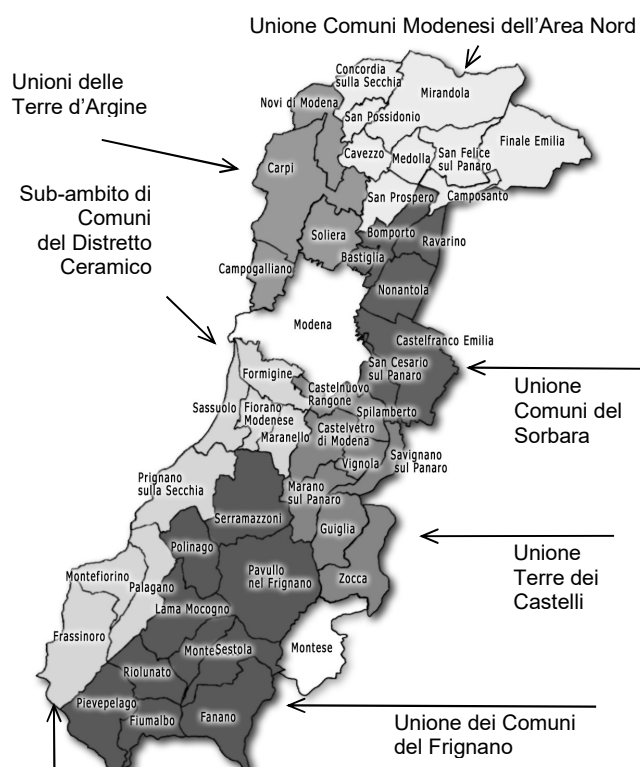 Unione Comuni Modenesi dell'Area Nord
Unioni delle
Terre d'Argine
Concordia
sulla Secchia
Mirandola
Novi di Modena
San Possidonio
Finale Emilia
Carpi
Cavezzo
Medolla
San Felice
sul Panaro
Sub-ambito di
Comuni
del Distretto
Ceramico
San Prospero
Camposanto
Soliera
Bomporto
Ravarino
Bastiglia
Campogalliano
Nonantola
Modena
Castelfranco Emilia
San Cesario
sul Panaro
Formigine
Castelnuovo
Rangone
Unione
Comuni del
Sorbara
Sassuolo
Fiorano
Modenese
Spilamberto
Maranello
Castelvetro
di Modena
Savignano
sul Panaro
Vignola
Prignano
sulla Secchia
Marano
sul Panaro
Serramazzoni
Guiglia
Polinago
Unione
Terre dei
Castelli
Montefiorino
Palagano
Pavullo
nel Frignano
Zocca
Lama Mocogno
Frassinoro
Monte
Sestola
Montese
Riolunato
Pievepelago
Fiumalbo
Fanano
Unione dei Comuni
del Frignano